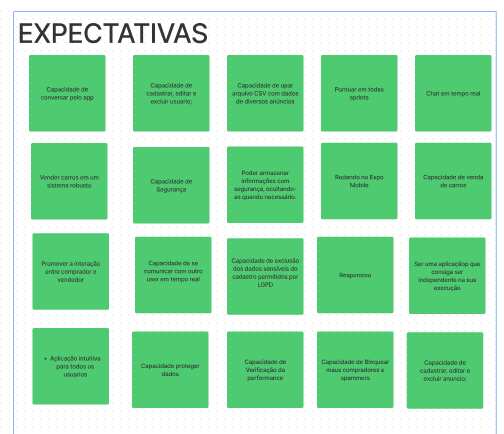 EXPECTATIVAS
Capacidade de
conversar pelo app
Capacidade de
cadastrar, editar e
excluir usuario;
Capacidade de upar
arquivo CSV com dados
de diversos anúncios
Pontuar em todas
sprints
Chat em tempo real
Vender carros em um
sistema robusto
Capacidade de
Segurança
Poder armazenar
informações com
segurança, ocultando-
as quando necessário.
Rodando no Expo
Mobile
Capacidade de venda
de carros
Promover a interação
entre comprador e
vendedor
Capacidade de se
comunicar com outro
user em tempo real
Capacidade de exclusão
dos dados sensíveis do
cadastro permitidos por
LGPD
Responsivo
Ser uma aplicaçãop que
consiga ser
independente na sua
execução
• Aplicação intuitiva
para todos os
usuarios
Capacidade proteger
dados
Capacidade de
Verificação da
performance
Capacidade de Bloquear
maus compradores e
spammers
Capacidade de
cadastrar, editar e
excluir anuncio;